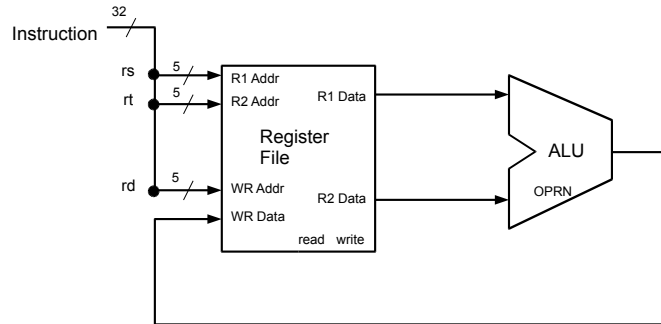 32
Instruction
rs
5
R1 Addr
rt
5
R2 Addr
R1 Data
Register
File
ALU
rd
5
WR Addr
R2 Data
OPRN
WR Data
read write